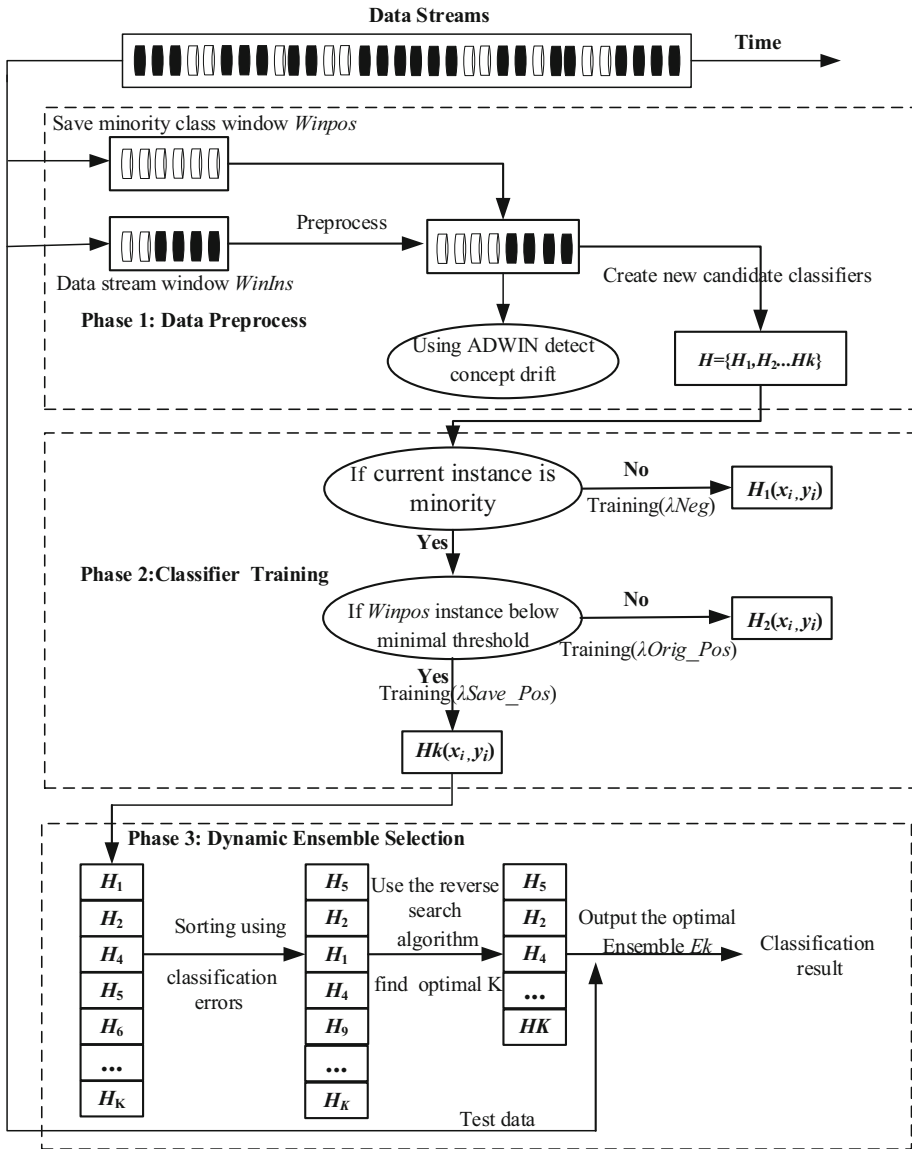 Data Streams
Time
Save minority class window Winpos
Preprocess
Data stream window WinIns
Create new candidate classifiers
Phase 1: Data Preprocess
Using ADWIN detect
concept drift
H={H₁,H₂...Hk}
If current instance is
minority
No
Training(λNeg)
H₁(xᵢ,yᵢ)
Yes
Phase 2:Classifier Training
If Winpos instance below
minimal threshold
No
Training(λOrig_Pos)
H₂(xᵢ,yᵢ)
Yes
Training(λSave_Pos)
Hk(xᵢ,yᵢ)
Phase 3: Dynamic Ensemble Selection
H₁
H₂
H₄
H₅
H₆
...
H_K
Sorting using
classification
errors
H₅
H₂
H₁
H₄
H₉
...
H_K
Use the reverse
search
algorithm
find optimal K
H₅
H₂
H₄
...
HK
Output the optimal
Ensemble Ek
Classification
result
Test data